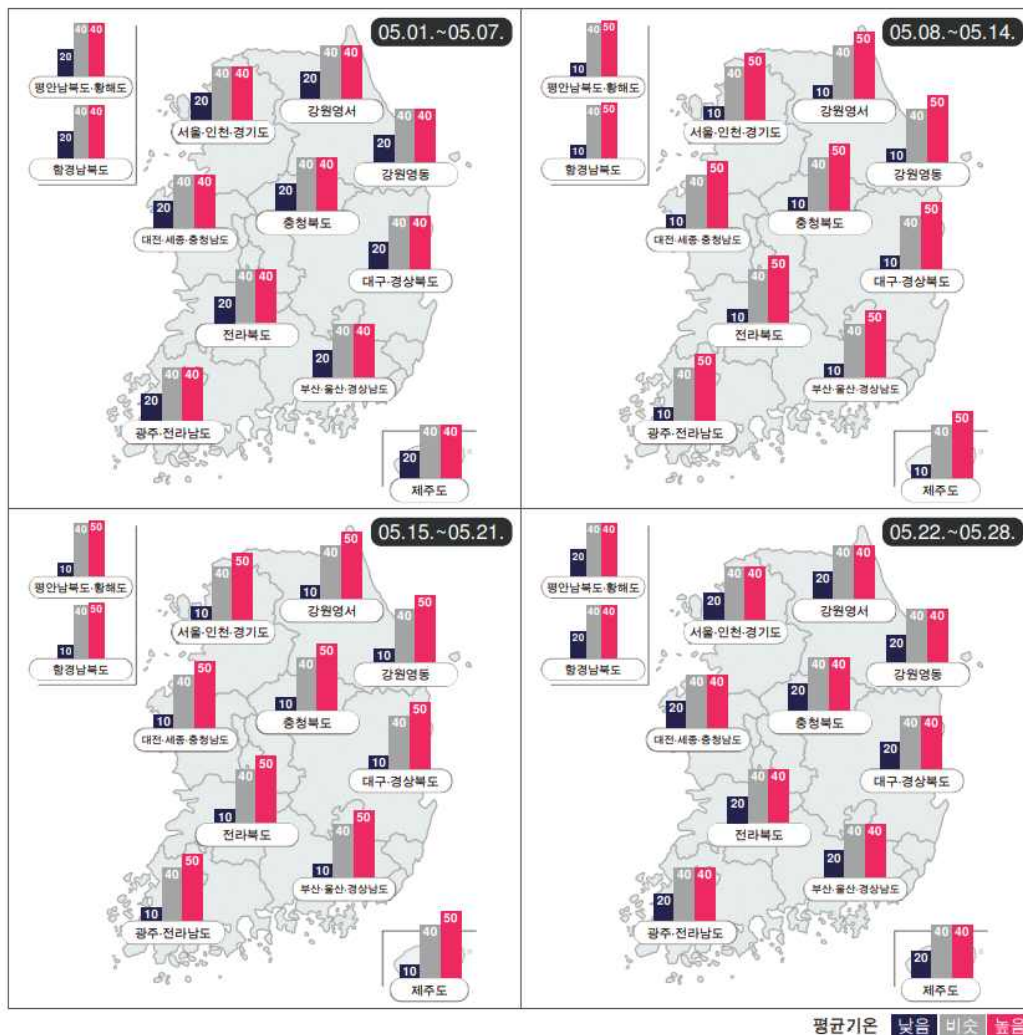 05.01.~05.07.
20 40 40
평안남북도·황해도
20 40 40
함경남북도
20 40 40
서울·인천·경기도
20 40 40
강원영서
20 40 40
강원영동
20 40 40
충청북도
20 40 40
대전·세종·충청남도
20 40 40
대구·경상북도
20 40 40
전라북도
20 40 40
부산·울산·경상남도
20 40 40
광주·전라남도
20 40 40
제주도
05.08.~05.14.
10 40 50
평안남북도·황해도
10 40 50
함경남북도
10 40 50
서울·인천·경기도
10 40 50
강원영서
10 40 50
강원영동
10 40 50
충청북도
10 40 50
대전·세종·충청남도
10 40 50
대구·경상북도
10 40 50
전라북도
10 40 50
부산·울산·경상남도
10 40 50
광주·전라남도
10 40 50
제주도
05.15.~05.21.
10 40 50
평안남북도·황해도
10 40 50
함경남북도
10 40 50
서울·인천·경기도
10 40 50
강원영서
10 40 50
강원영동
10 40 50
충청북도
10 40 50
대전·세종·충청남도
10 40 50
대구·경상북도
10 40 50
전라북도
10 40 50
부산·울산·경상남도
10 40 50
광주·전라남도
10 40 50
제주도
05.22.~05.28.
20 40 40
평안남북도·황해도
20 40 40
함경남북도
20 40 40
서울·인천·경기도
20 40 40
강원영서
20 40 40
강원영동
20 40 40
충청북도
20 40 40
대전·세종·충청남도
20 40 40
대구·경상북도
20 40 40
전라북도
20 40 40
부산·울산·경상남도
20 40 40
광주·전라남도
20 40 40
제주도
평균기온 낮음 비슷 높음